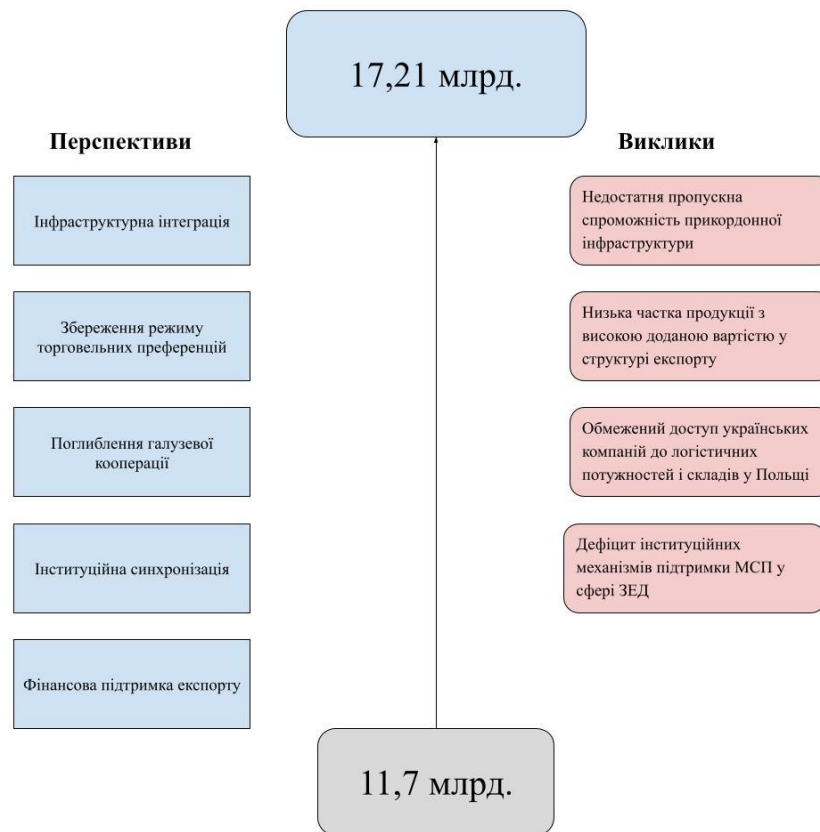 17,21 млрд.
Перспективи
Інфраструктурна інтеграція
Збереження режиму
торговельних преференцій
Поглиблення галузевої
кооперації
Інституційна синхронізація
Фінансова підтримка експорту
Виклики
Недостатня пропускна
спроможність прикордонної
інфраструктури
Низька частка продукції з
високою доданою вартістю у
структурі експорту
Обмежений доступ українських
компаній до логістичних
потужностей і складів у Польщі
Дефіцит інституційних
механізмів підтримки МСП у
сфері ЗЕД
11,7 млрд.